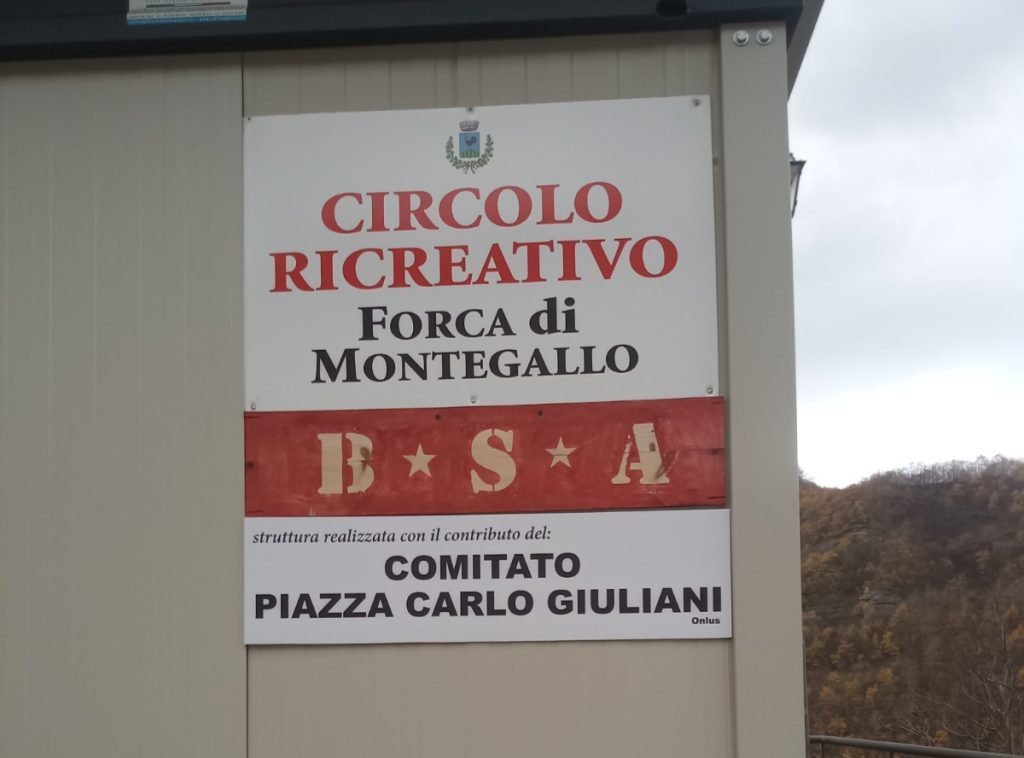 CIRCOLO
RICREATIVO
FORCA di
MONTEGALLO
B★S★A
struttura realizzata con il contributo del:
COMITATO
PIAZZA CARLO GIULIANI
Onlus